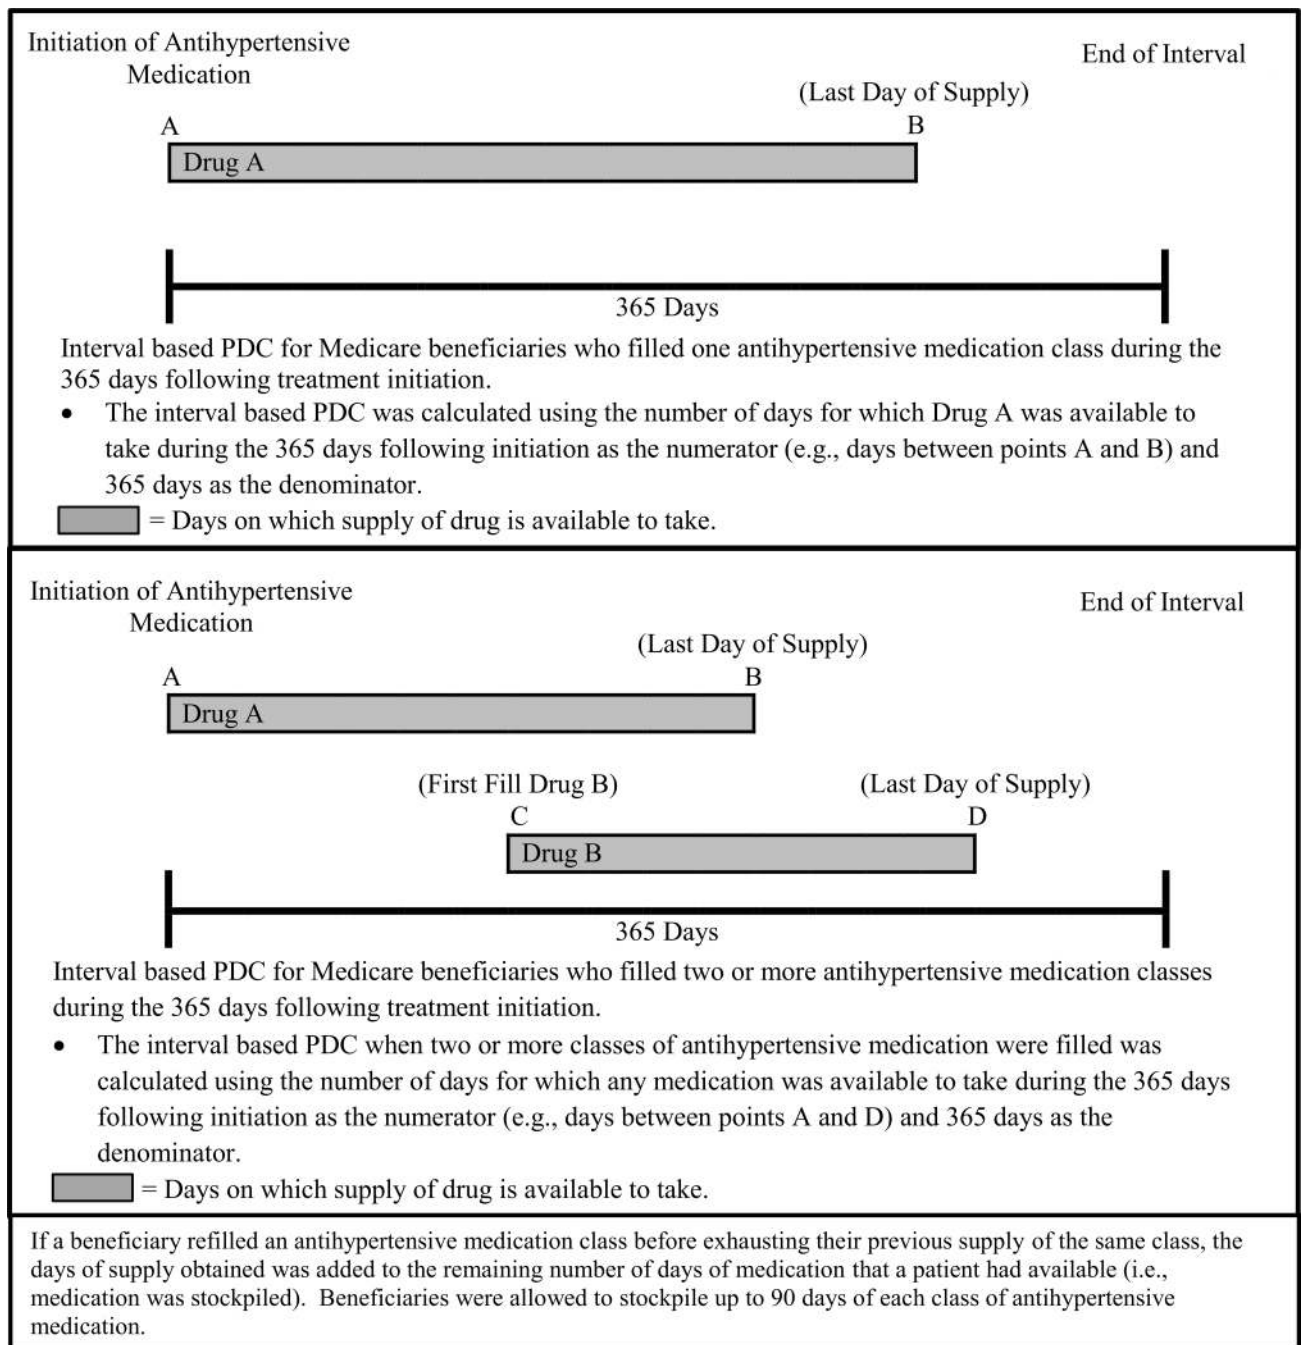 Initiation of Antihypertensive
Medication
End of Interval
(Last Day of Supply)
A
B
Drug A
365 Days
Interval based PDC for Medicare beneficiaries who filled one antihypertensive medication class during the
365 days following treatment initiation.
• The interval based PDC was calculated using the number of days for which Drug A was available to
take during the 365 days following initiation as the numerator (e.g., days between points A and B) and
365 days as the denominator.
= Days on which supply of drug is available to take.
Initiation of Antihypertensive
Medication
End of Interval
(Last Day of Supply)
A
B
Drug A
(First Fill Drug B)
(Last Day of Supply)
C
D
Drug B
365 Days
Interval based PDC for Medicare beneficiaries who filled two or more antihypertensive medication classes
during the 365 days following treatment initiation.
• The interval based PDC when two or more classes of antihypertensive medication were filled was
calculated using the number of days for which any medication was available to take during the 365 days
following initiation as the numerator (e.g., days between points A and D) and 365 days as the
denominator.
= Days on which supply of drug is available to take.
If a beneficiary refilled an antihypertensive medication class before exhausting their previous supply of the same class, the
days of supply obtained was added to the remaining number of days of medication that a patient had available (i.e.,
medication was stockpiled). Beneficiaries were allowed to stockpile up to 90 days of each class of antihypertensive
medication.